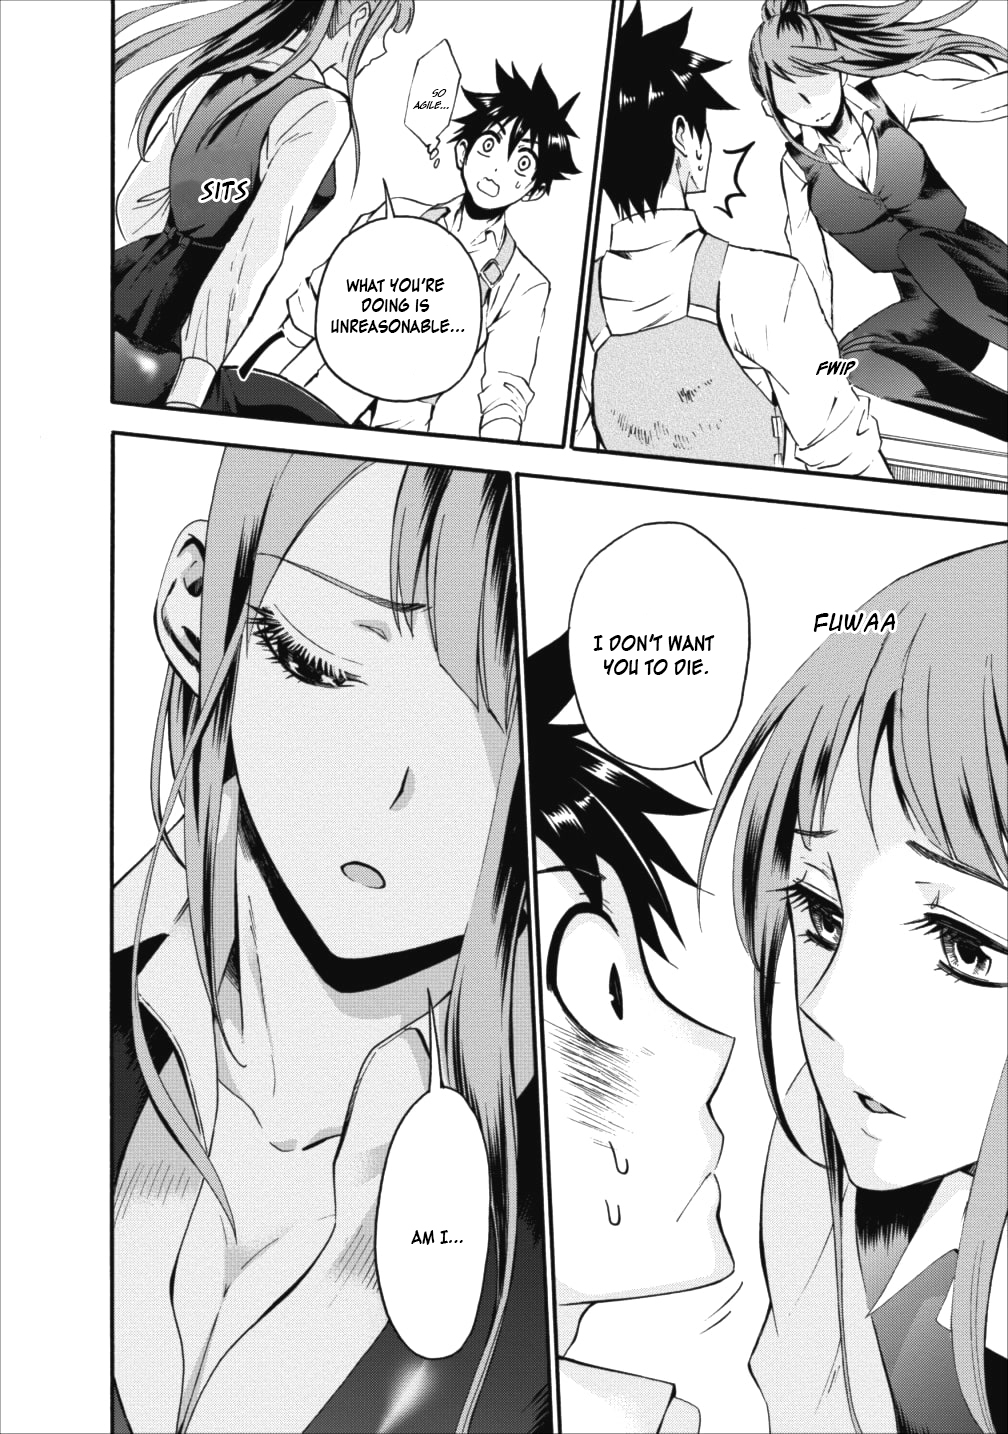 FWIP
SO
AGILE...
SITS
WHAT YOU'RE
DOING IS
UNREASONABLE...
FUWAA
I DON'T WANT
YOU TO DIE.
AM I...